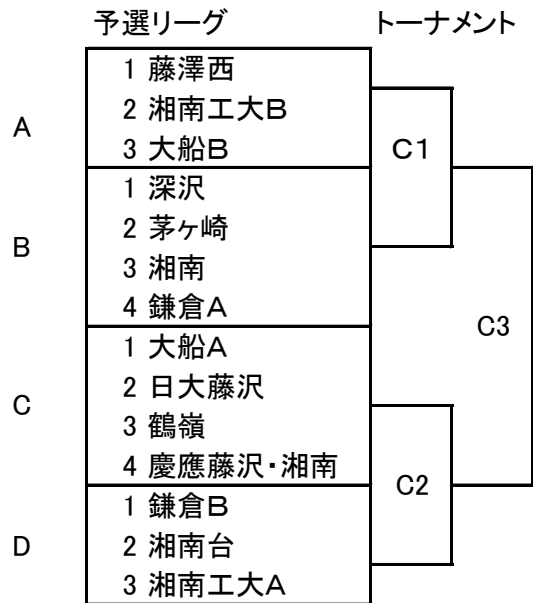 予選リーグ トーナメント
1 藤澤西
A 2 湘南工大B
3 大船B
C1
1 深沢
B 2 茅ヶ崎
3 湘南
4 鎌倉A
C3
1 大船A
C 2 日大藤沢
3 鶴嶺
4 慶應藤沢・湘南
C2
1 鎌倉B
D 2 湘南台
3 湘南工大A